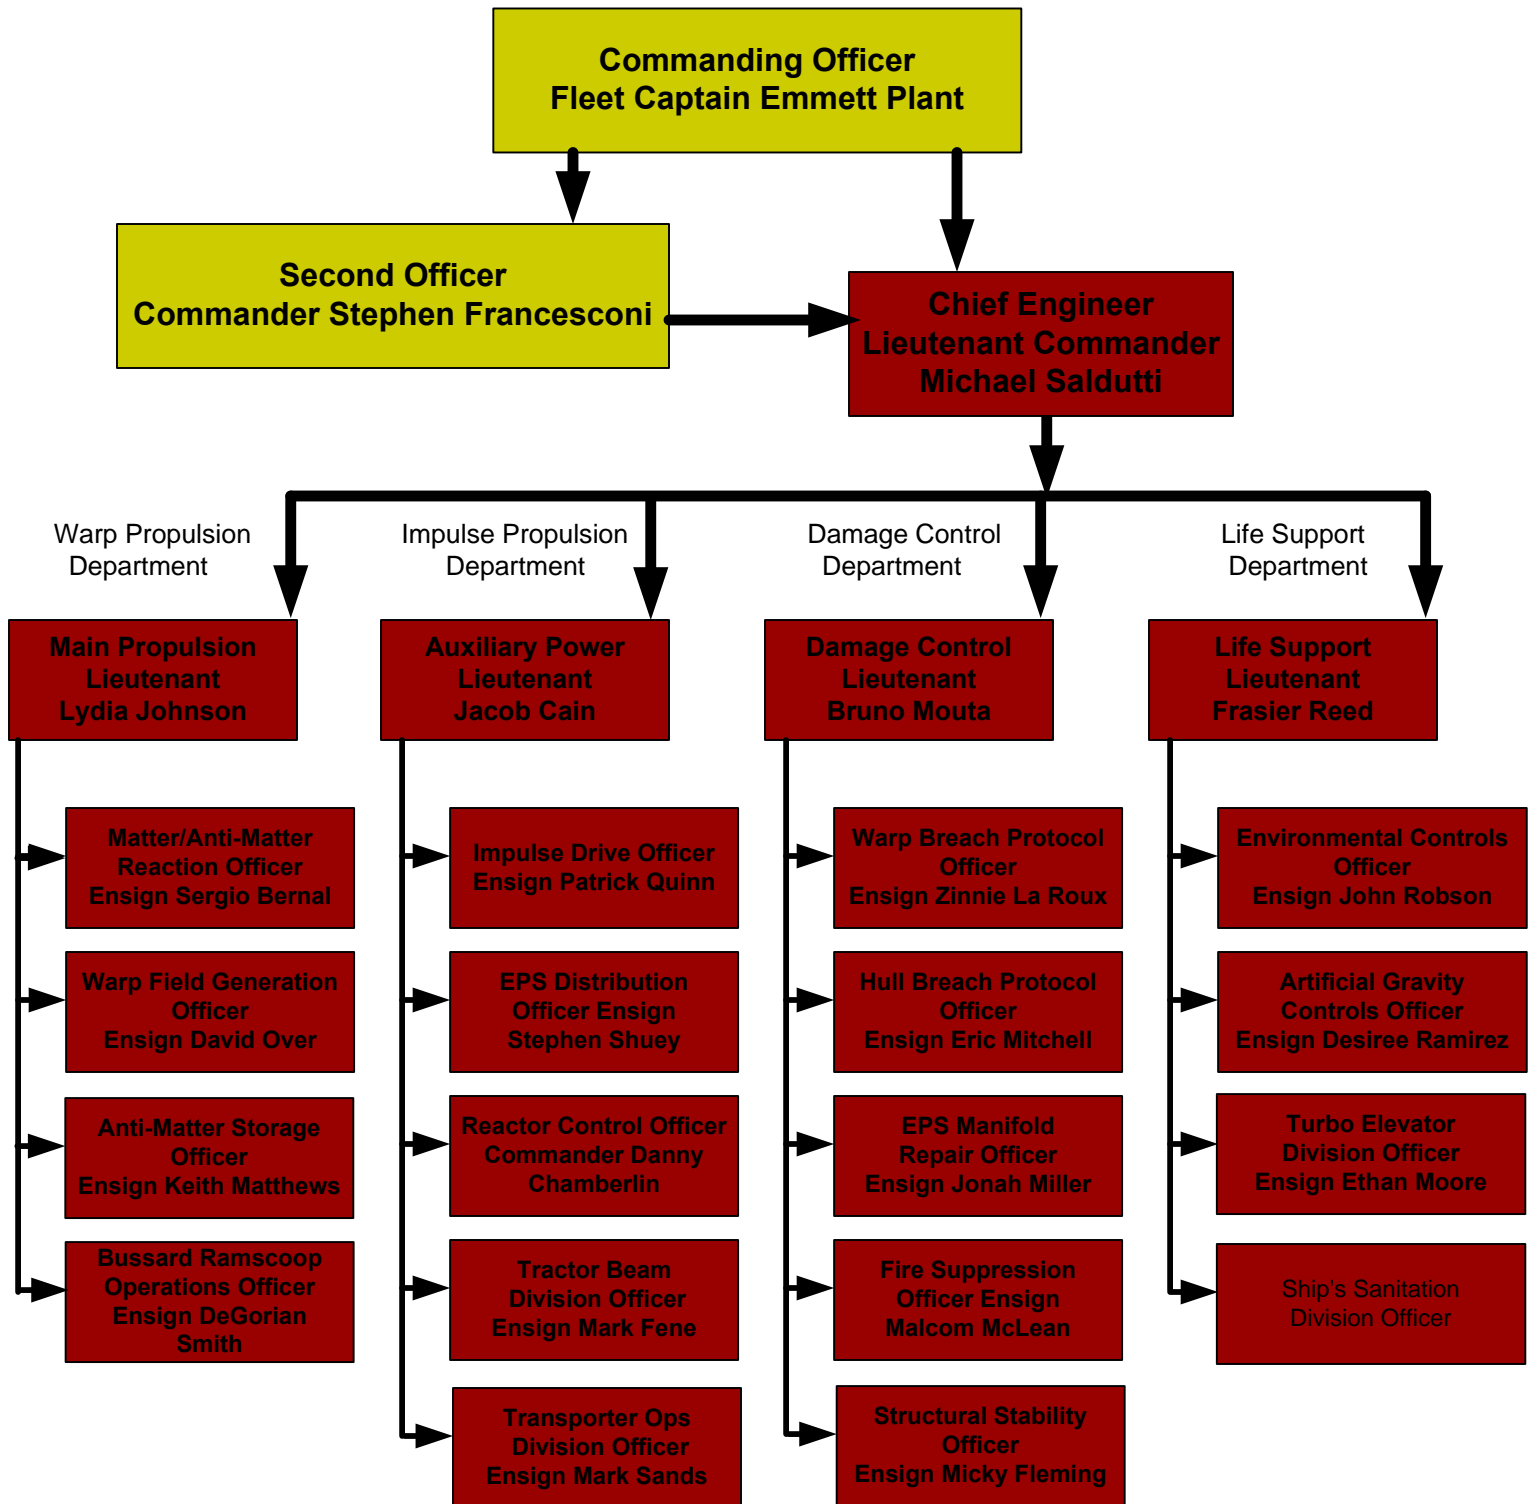 Commanding Officer
Fleet Captain Emmett Plant
Second Officer
Commander Stephen Francesconi
Chief Engineer
Lieutenant Commander
Michael Saldutti
Warp Propulsion
Department
Impulse Propulsion
Department
Damage Control
Department
Life Support
Department
Main Propulsion
Lieutenant
Lydia Johnson
Auxiliary Power
Lieutenant
Jacob Cain
Damage Control
Lieutenant
Bruno Mouta
Life Support
Lieutenant
Frasier Reed
Matter/Anti-Matter
Reaction Officer
Ensign Sergio Bernal
Impulse Drive Officer
Ensign Patrick Quinn
Warp Breach Protocol
Officer
Ensign Zinnie La Roux
Environmental Controls
Officer
Ensign John Robson
Warp Field Generation
Officer
Ensign David Over
EPS Distribution
Officer Ensign
Stephen Shuey
Hull Breach Protocol
Officer
Ensign Eric Mitchell
Artificial Gravity
Controls Officer
Ensign Desiree Ramirez
Anti-Matter Storage
Officer
Ensign Keith Matthews
Reactor Control Officer
Commander Danny
Chamberlin
EPS Manifold
Repair Officer
Ensign Jonah Miller
Turbo Elevator
Division Officer
Ensign Ethan Moore
Bussard Ramscoop
Operations Officer
Ensign DeGorian
Smith
Tractor Beam
Division Officer
Ensign Mark Fene
Fire Suppression
Officer Ensign
Malcom McLean
Ship's Sanitation
Division Officer
Transporter Ops
Division Officer
Ensign Mark Sands
Structural Stability
Officer
Ensign Micky Fleming